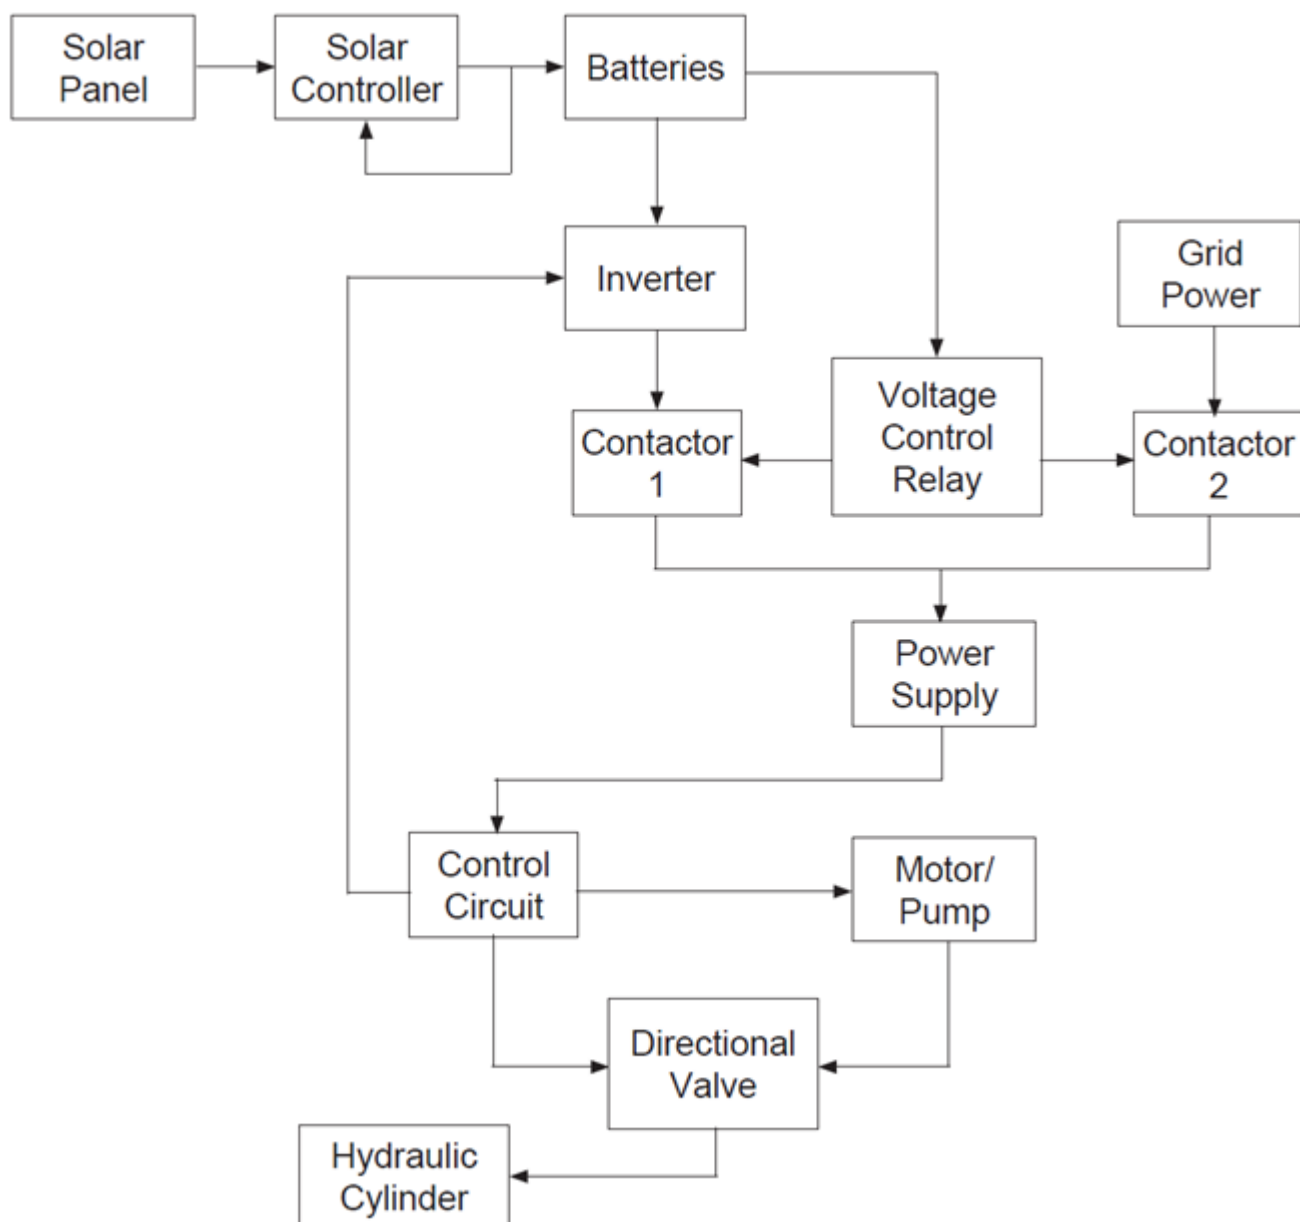 Solar
Panel
Solar
Controller
Batteries
Inverter
Grid
Power
Voltage
Control
Relay
Contactor
1
Contactor
2
Power
Supply
Control
Circuit
Motor/
Pump
Directional
Valve
Hydraulic
Cylinder